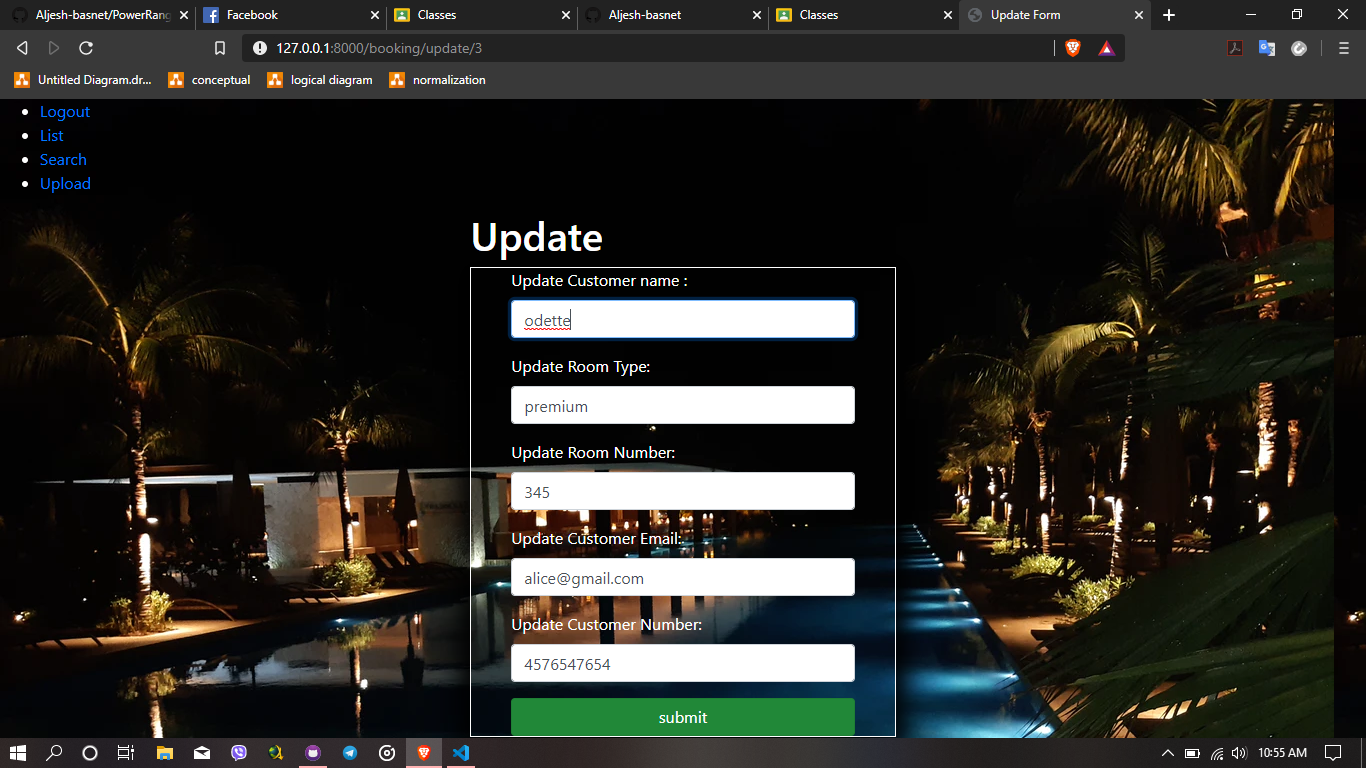 Aljesh-basnet/PowerRang
Facebook
Classes
Aljesh-basnet
Classes
Update Form
127.0.0.1:8000/booking/update/3
Untitled Diagram.dr...
conceptual
logical diagram
normalization
Logout
List
Search
Upload
Update
Update Customer name :
odette
Update Room Type:
premium
Update Room Number:
345
Update Customer Email:
alice@gmail.com
Update Customer Number:
4576547654
submit
10:55 AM